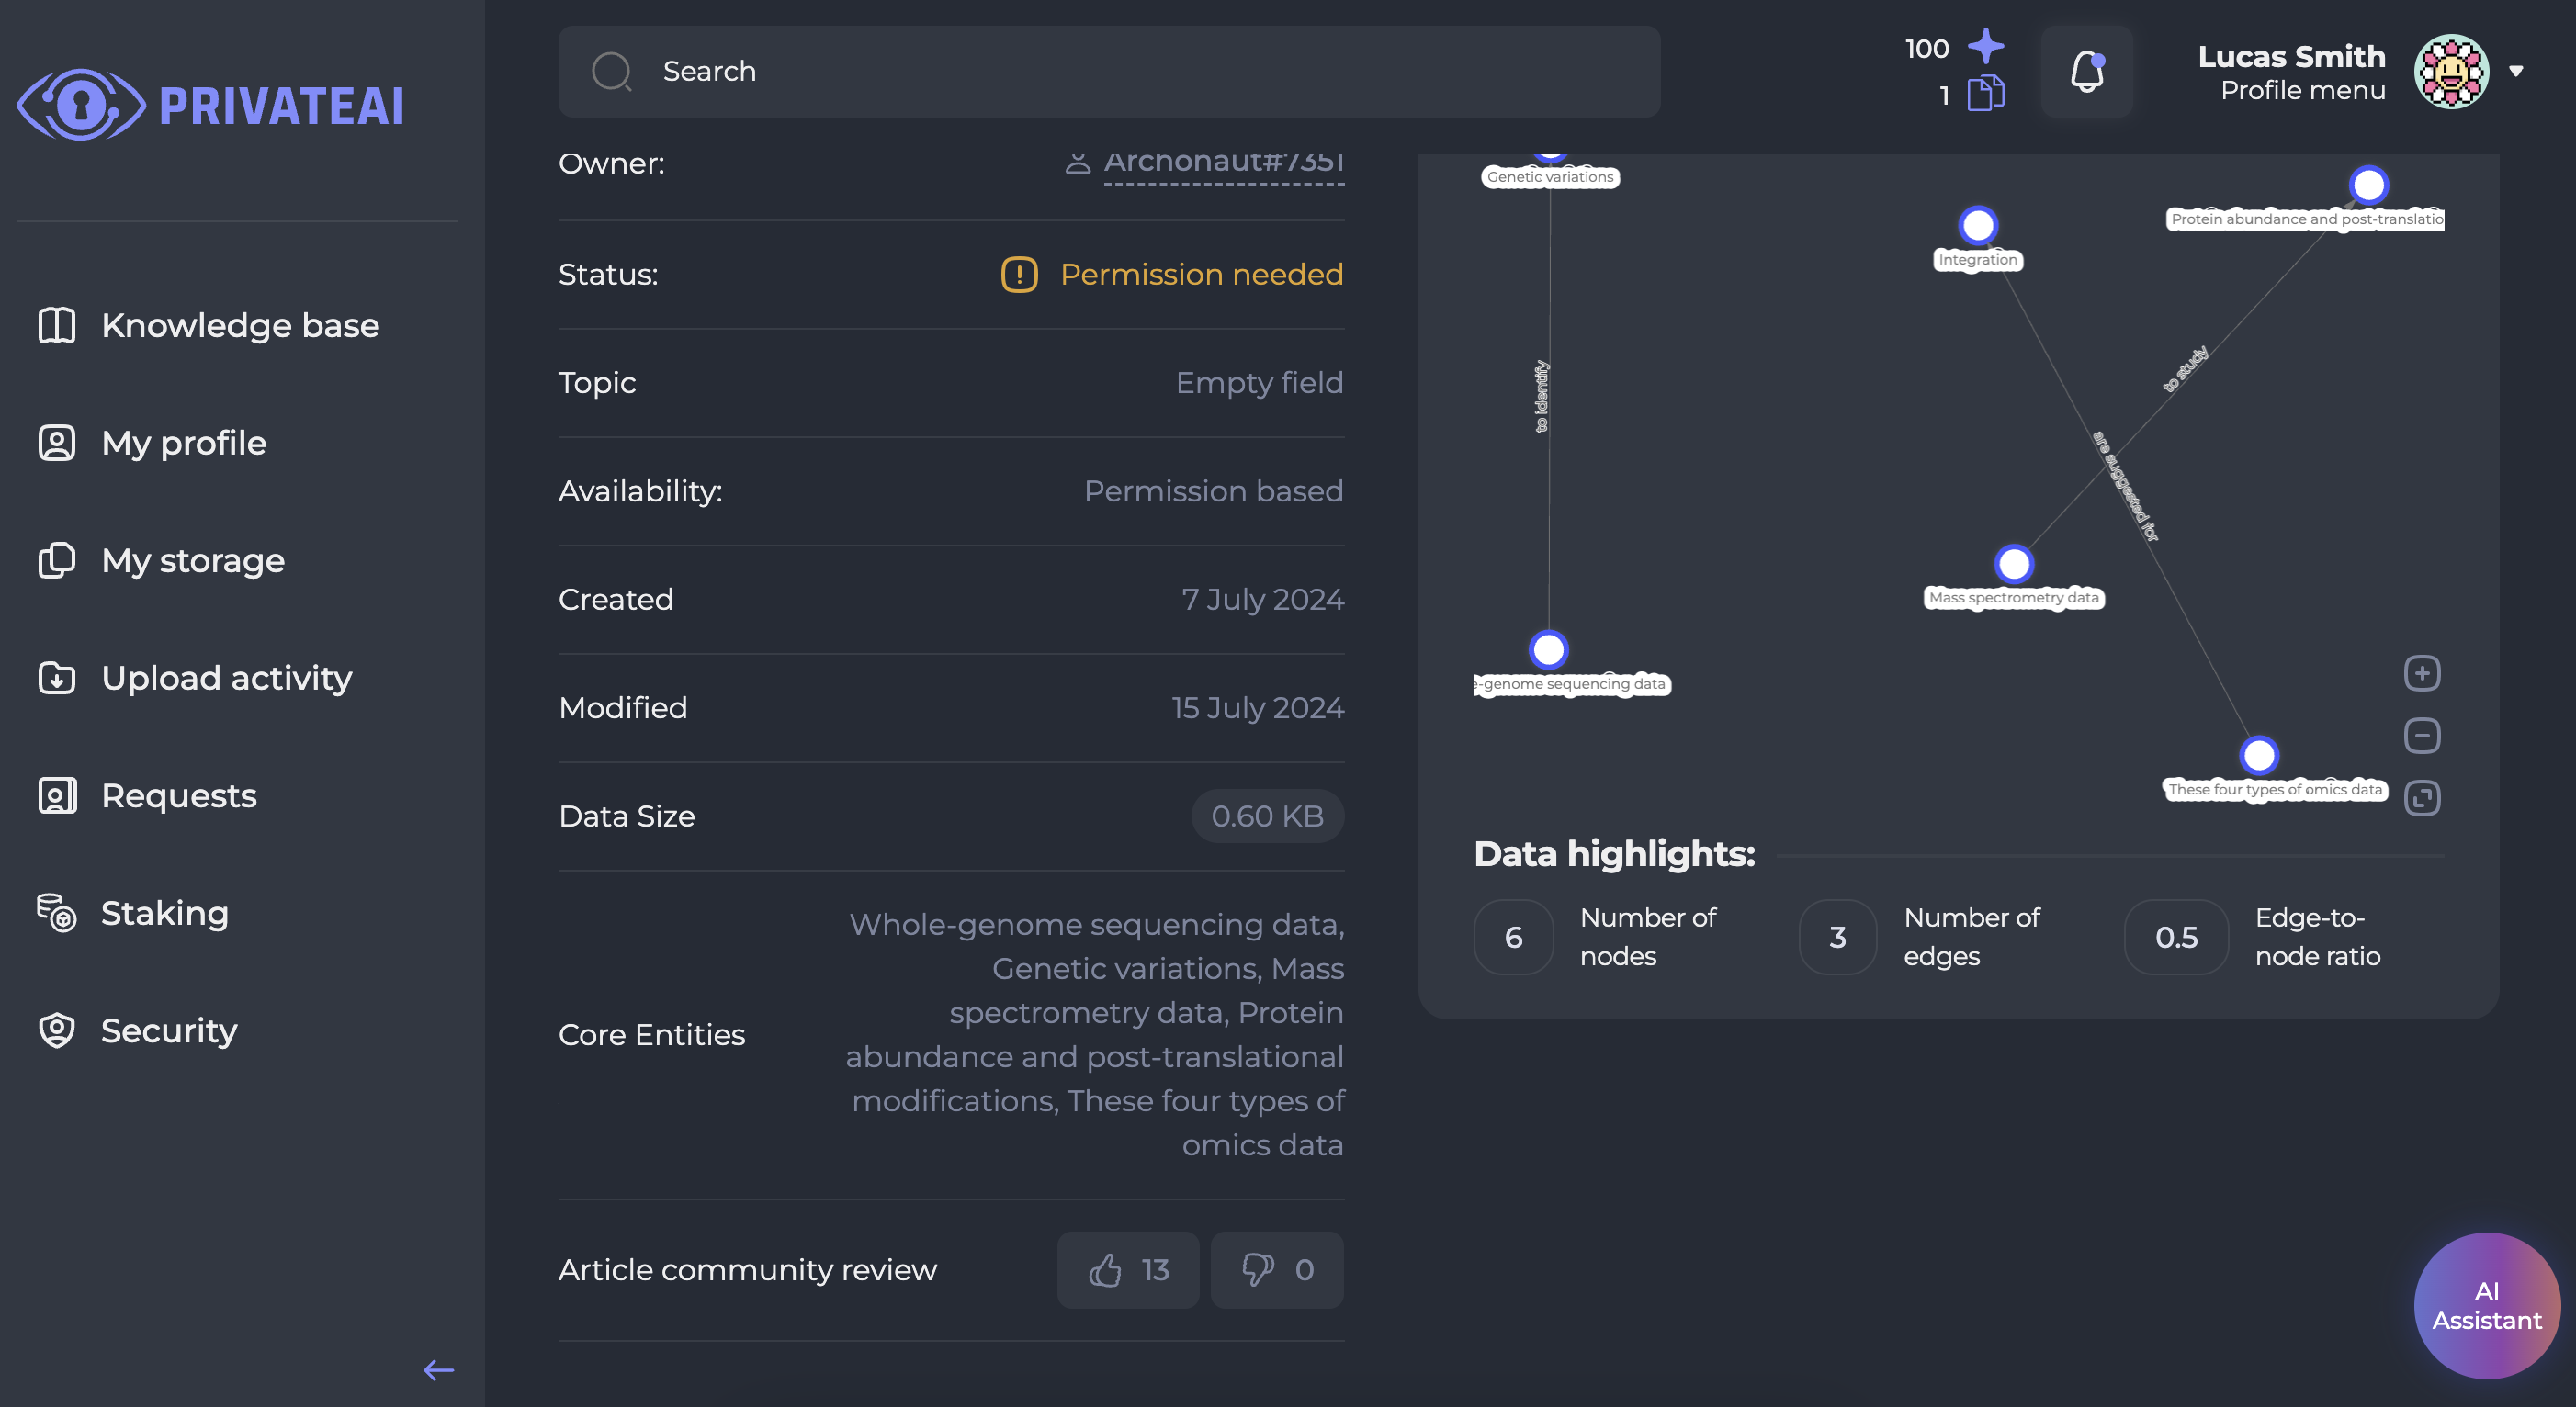 PRIVATEAI
Knowledge base
My profile
My storage
Upload activity
Requests
Staking
Security
Search
100
1
Lucas Smith
Profile menu
Owner:
Archonaut#7351
Status:
Permission needed
Topic
Empty field
Availability:
Permission based
Created
7 July 2024
Modified
15 July 2024
Data Size
0.60 KB
Core Entities
Whole-genome sequencing data,
Genetic variations, Mass
spectrometry data, Protein
abundance and post-translational
modifications, These four types of
omics data
Article community review
13
0
Genetic variations
to identify
e-genome sequencing data
Integration
Protein abundance and post-translatio
to study
are suggested for
Mass spectrometry data
These four types of omics data
Data highlights:
6
Number of
nodes
3
Number of
edges
0.5
Edge-to-
node ratio
AI
Assistant